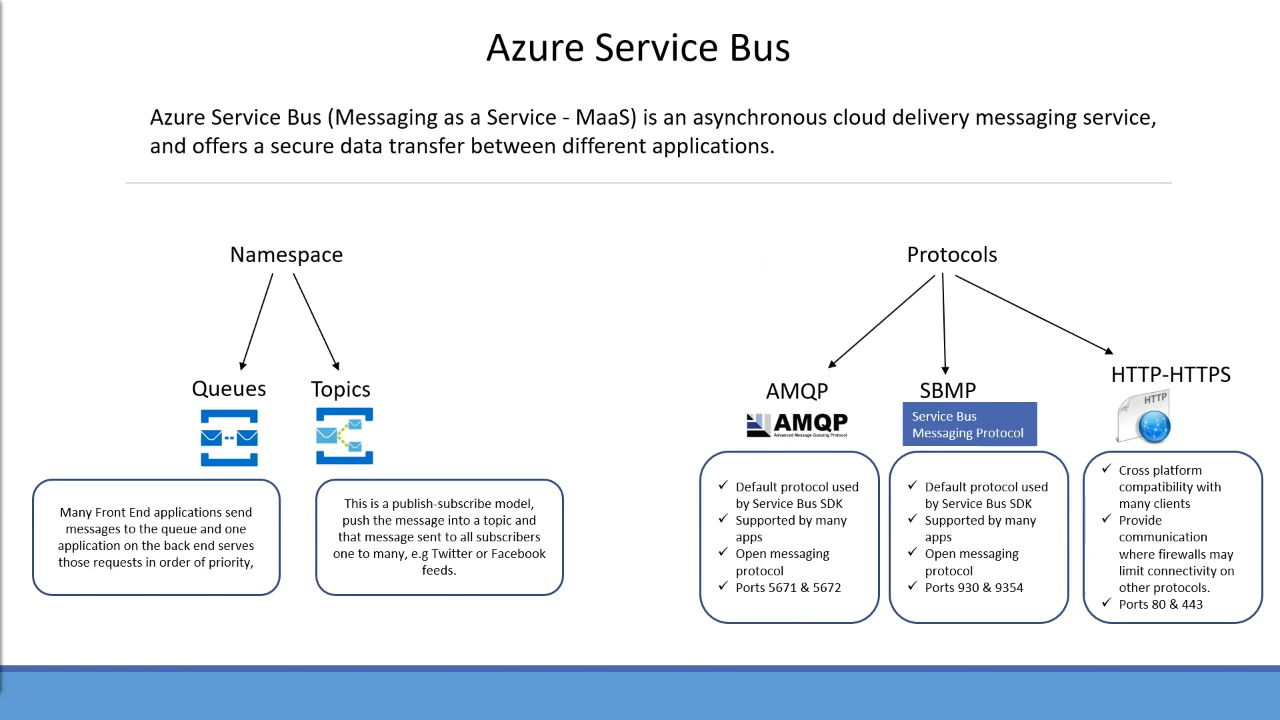 Azure Service Bus
Azure Service Bus (Messaging as a Service - MaaS) is an asynchronous cloud delivery messaging service,
and offers a secure data transfer between different applications.
Namespace
Queues
Topics
Many Front End applications send
messages to the queue and one
application on the back end serves
those requests in order of priority,
This is a publish-subscribe model,
push the message into a topic and
that message sent to all subscribers
one to many, e.g Twitter or Facebook
feeds.
Protocols
AMQP
AMQP
Advanced Message Queuing Protocol
✓ Default protocol used
by Service Bus SDK
✓ Supported by many
apps
✓ Open messaging
protocol
✓ Ports 5671 & 5672
SBMP
Service Bus
Messaging Protocol
✓ Default protocol used
by Service Bus SDK
✓ Supported by many
apps
✓ Open messaging
protocol
✓ Ports 930 & 9354
HTTP-HTTPS
HTTP
✓ Cross platform
compatibility with
many clients
✓ Provide
communication
where firewalls may
limit connectivity on
other protocols.
✓ Ports 80 & 443